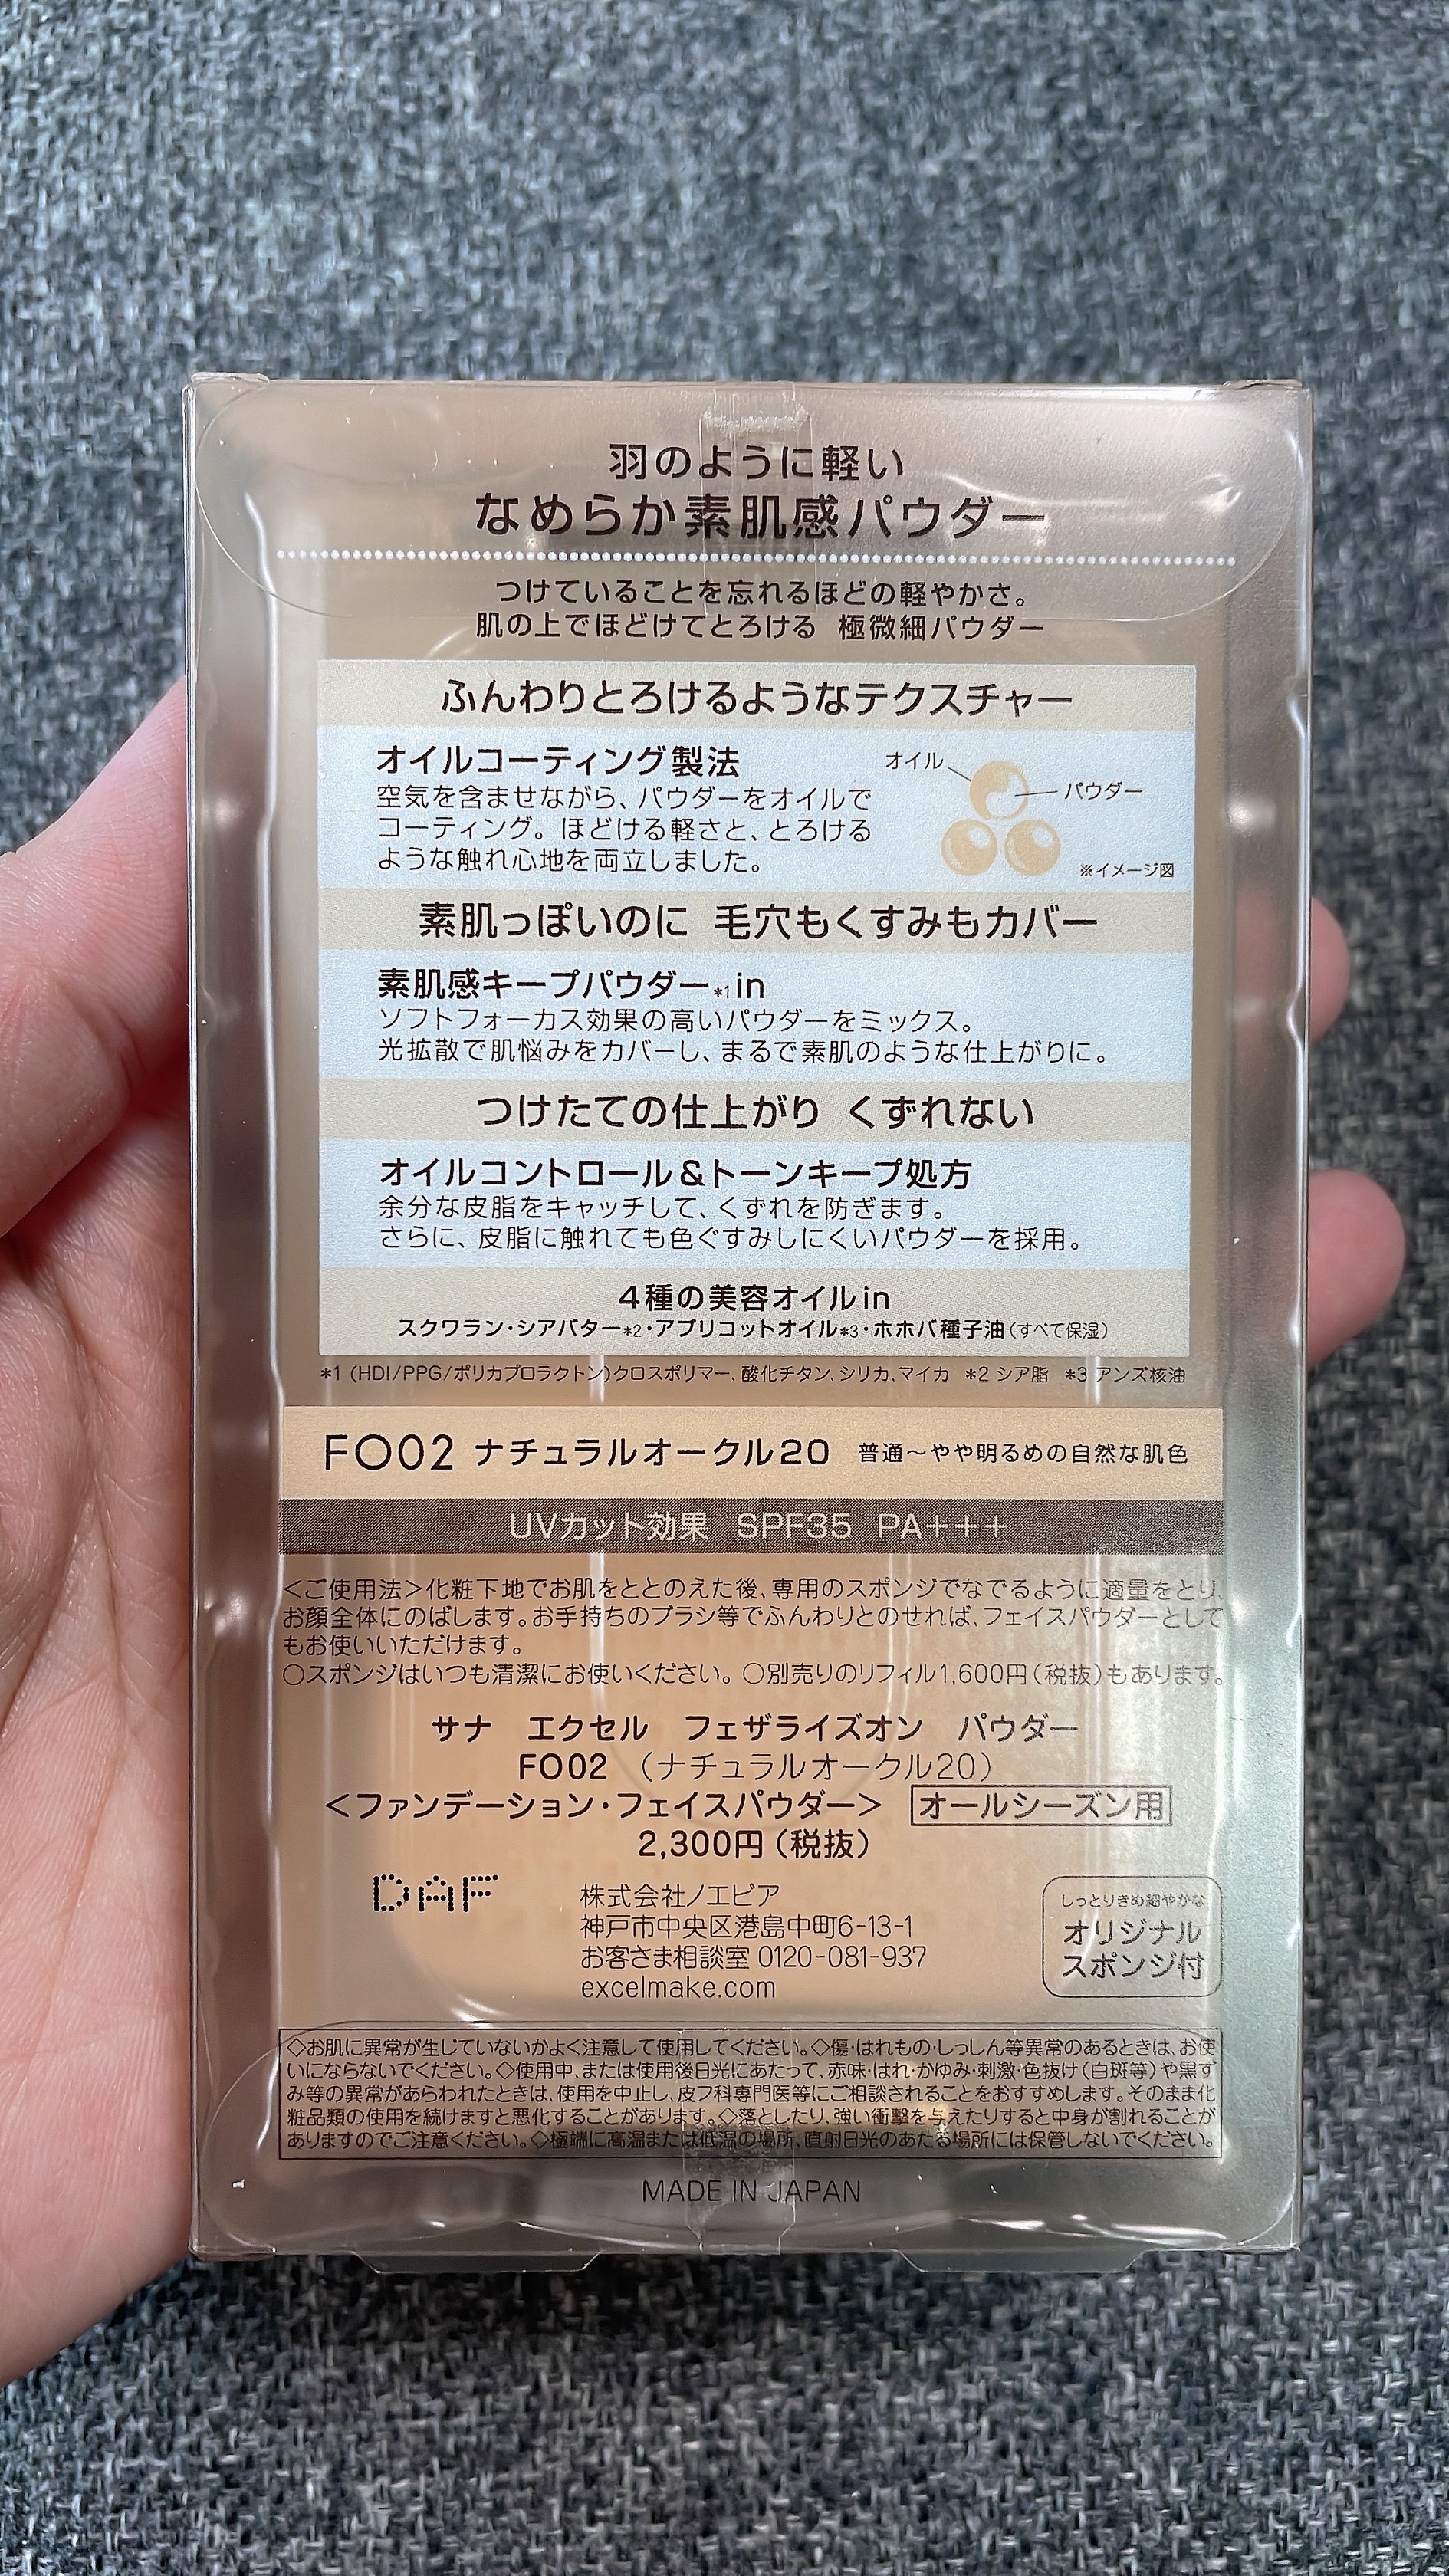 羽のように軽い
なめらか素肌感パウダー
つけていることを忘れるほどの軽やかさ。
肌の上でほどけてとろける 極微細パウダー
ふんわりとろけるようなテクスチャー
オイルコーティング製法
空気を含ませながら、パウダーをオイルで
コーティング。ほどける軽さと、とろける
ような触れ心地を両立しました。
オイル
パウダー
※イメージ図
素肌っぽいのに 毛穴もくすみもカバー
素肌感キープパウダー*1in
ソフトフォーカス効果の高いパウダーをミックス。
光拡散で肌悩みをカバーし、まるで素肌のような仕上がりに。
つけたての仕上がり くずれない
オイルコントロール&トーンキープ処方
余分な皮脂をキャッチして、くずれを防ぎます。
さらに、皮脂に触れても色ぐすみしにくいパウダーを採用。
4種の美容オイルin
スクワラン・シアバター*2・アプリコットオイル*3・ホホバ種子油(すべて保湿)
*1 (HDI/PPG/ポリカプロラクトン)クロスポリマー、酸化チタン、シリカ、マイカ *2 シア脂 *3 アンズ核油
FO02 ナチュラルオークル20 普通～やや明るめの自然な肌色
UVカット効果 SPF35 PA+++
<ご使用法>化粧下地でお肌をととのえた後、専用のスポンジでなでるように適量をとり、
お顔全体にのばします。お手持ちのブラシ等でふんわりとのせれば、フェイスパウダーとして
もお使いいただけます。
○スポンジはいつも清潔にお使いください。○別売りのリフィル1,600円(税抜)もあります。
サナ エクセル フェザライズオン パウダー
FO02 (ナチュラルオークル20)
<ファンデーション・フェイスパウダー> オールシーズン用
2,300円(税抜)
DAF
株式会社ノエビア
神戸市中央区港島中町6-13-1
お客さま相談室 0120-081-937
excelmake.com
しっとりきめ細やかな
オリジナル
スポンジ付
◇お肌に異常が生じていないかよく注意して使用してください。◇傷・はれもの・しっしん等異常のあるときは、お使
いにならないでください。◇使用中、または使用後日光にあたって、赤味・はれ・かゆみ・刺激・色抜け(白斑等)や黒ず
み等の異常があらわれたときは、使用を中止し、皮フ科専門医等にご相談されることをおすすめします。そのまま化
粧品類の使用を続けますと悪化することがあります。◇落としたり、強い衝撃を与えたりすると中身が割れることが
ありますのでご注意ください。◇極端に高温または低温の場所、直射日光のあたる場所には保管しないでください。
MADE IN JAPAN